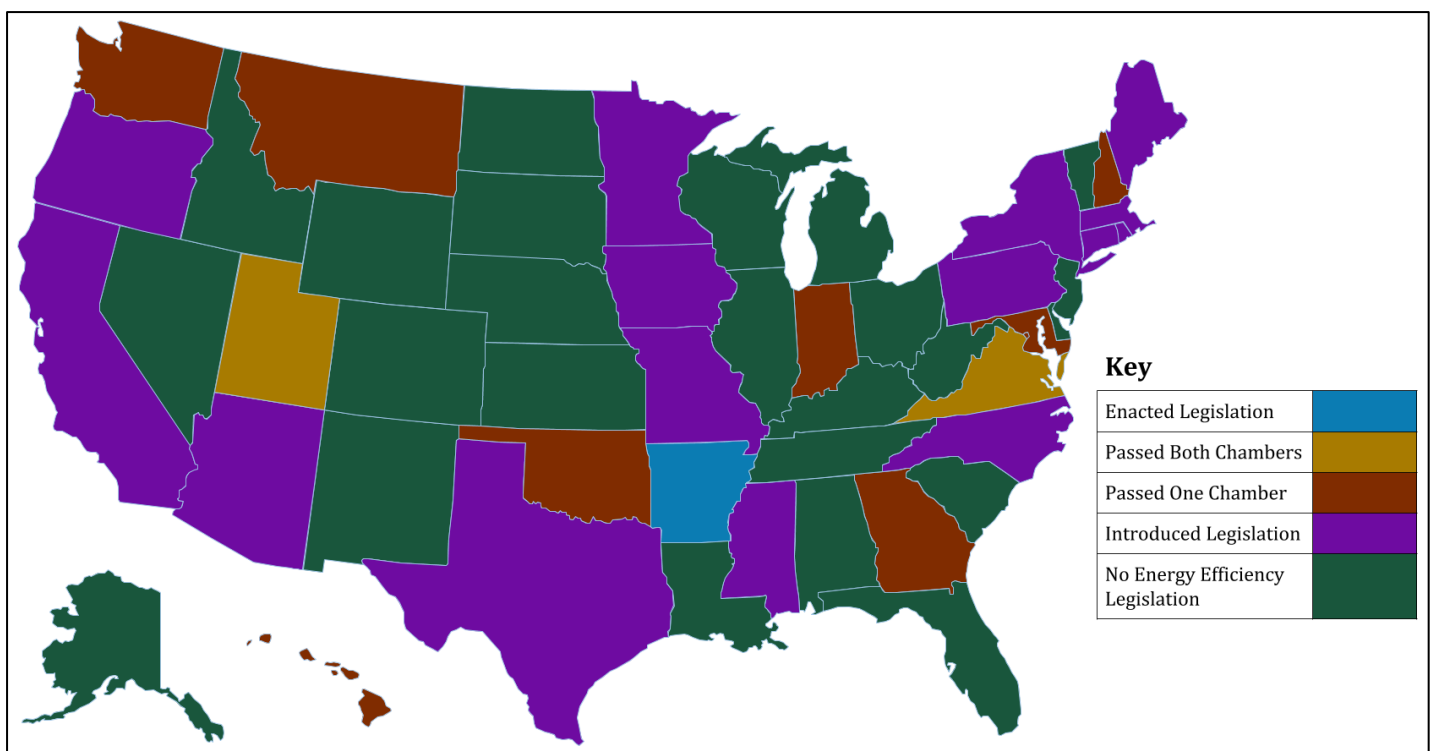 Key
Enacted Legislation
Passed Both Chambers
Passed One Chamber
Introduced Legislation
No Energy Efficiency
Legislation